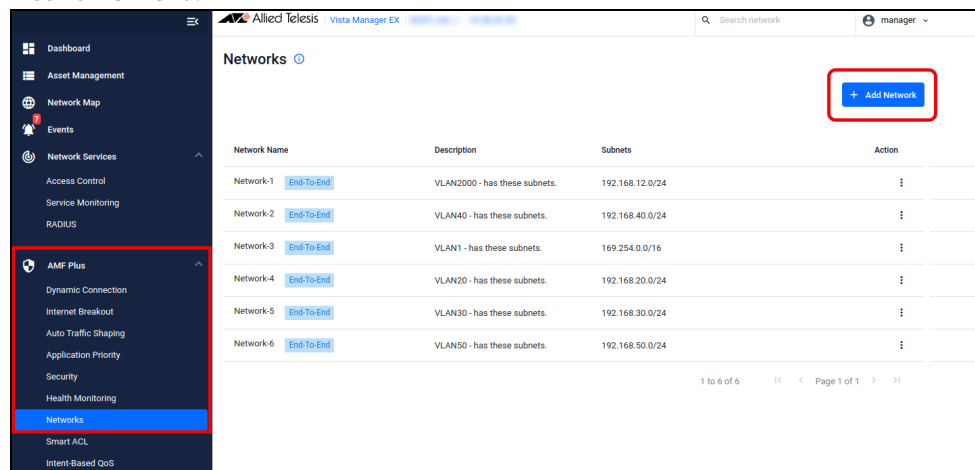 Allied Telesis Vista Manager EX
Search network
manager
Dashboard
Asset Management
Network Map
7
Events
Network Services
Access Control
Service Monitoring
RADIUS
AMF Plus
Dynamic Connection
Internet Breakout
Auto Traffic Shaping
Application Priority
Security
Health Monitoring
Networks
Smart ACL
Intent-Based QoS
Networks
+ Add Network
Network Name Description Subnets Action
Network-1 End-To-End VLAN2000 - has these subnets. 192.168.12.0/24
Network-2 End-To-End VLAN40 - has these subnets. 192.168.40.0/24
Network-3 End-To-End VLAN1 - has these subnets. 169.254.0.0/16
Network-4 End-To-End VLAN20 - has these subnets. 192.168.20.0/24
Network-5 End-To-End VLAN30 - has these subnets. 192.168.30.0/24
Network-6 End-To-End VLAN50 - has these subnets. 192.168.50.0/24
1 to 6 of 6 Page 1 of 1